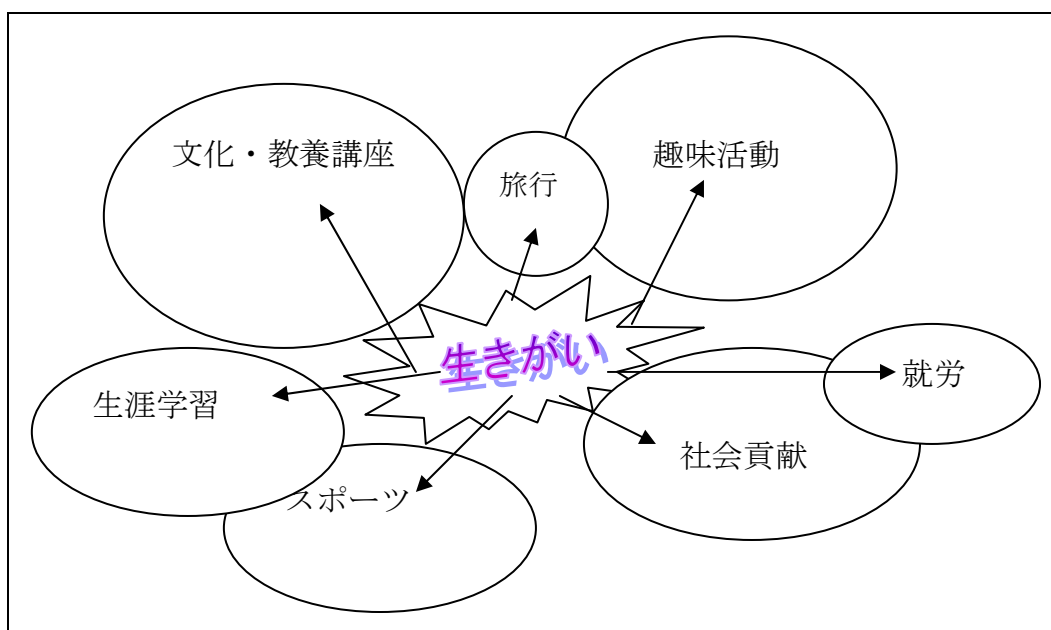 文化・教養講座
旅行
趣味活動
生きがい
就労
生涯学習
社会貢献
スポーツ